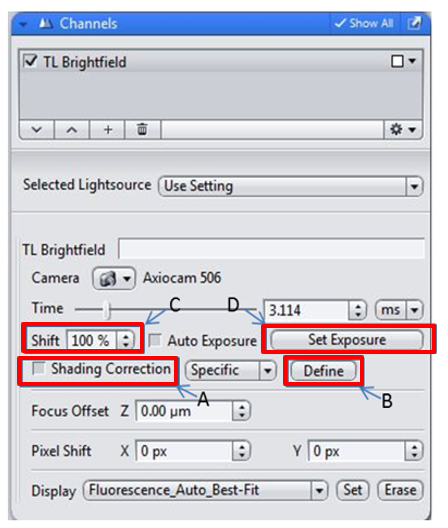 Channels Show All
TL Brightfield
Selected Lightsource Use Setting
TL Brightfield
Camera Axiocam 506
C D
Time 3.114 ms
Shift 100 % Auto Exposure Set Exposure
Shading Correction Specific Define
A B
Focus Offset Z 0.00 µm
Pixel Shift X 0 px Y 0 px
Display Fluorescence_Auto_Best-Fit Set Erase